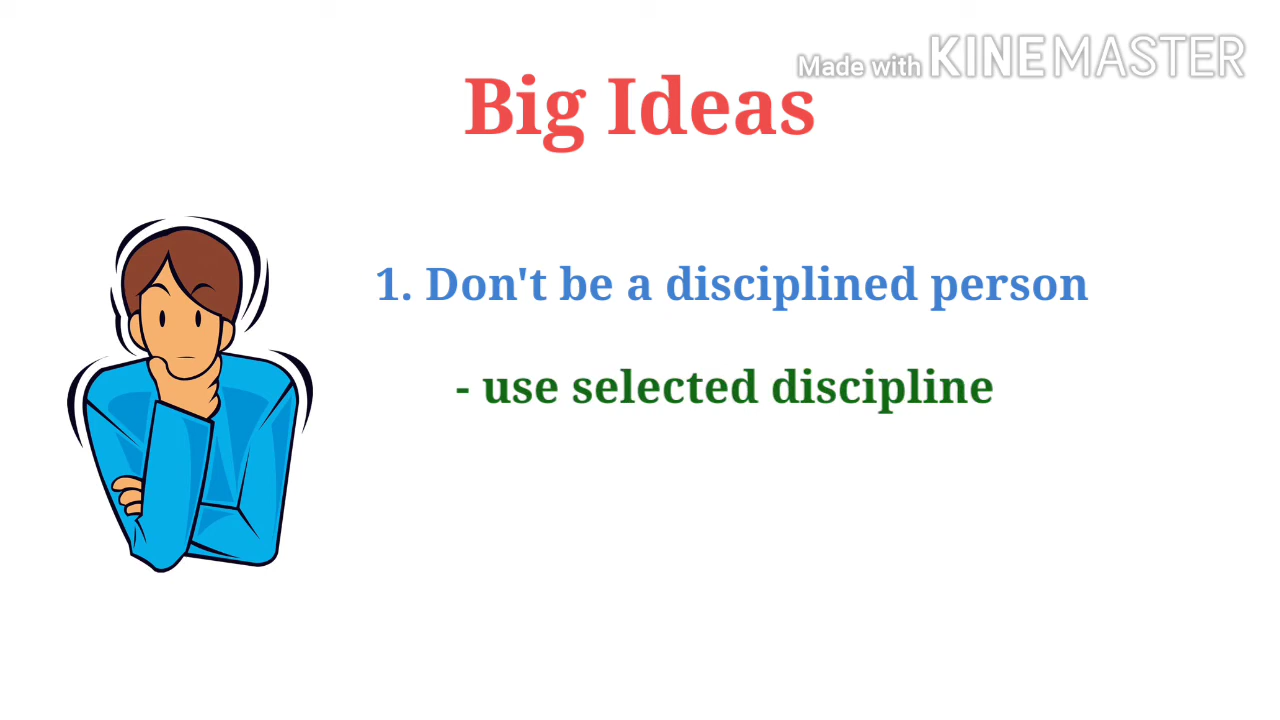 Made with KINEMASTER
Big Ideas
1. Don't be a disciplined person
- use selected discipline